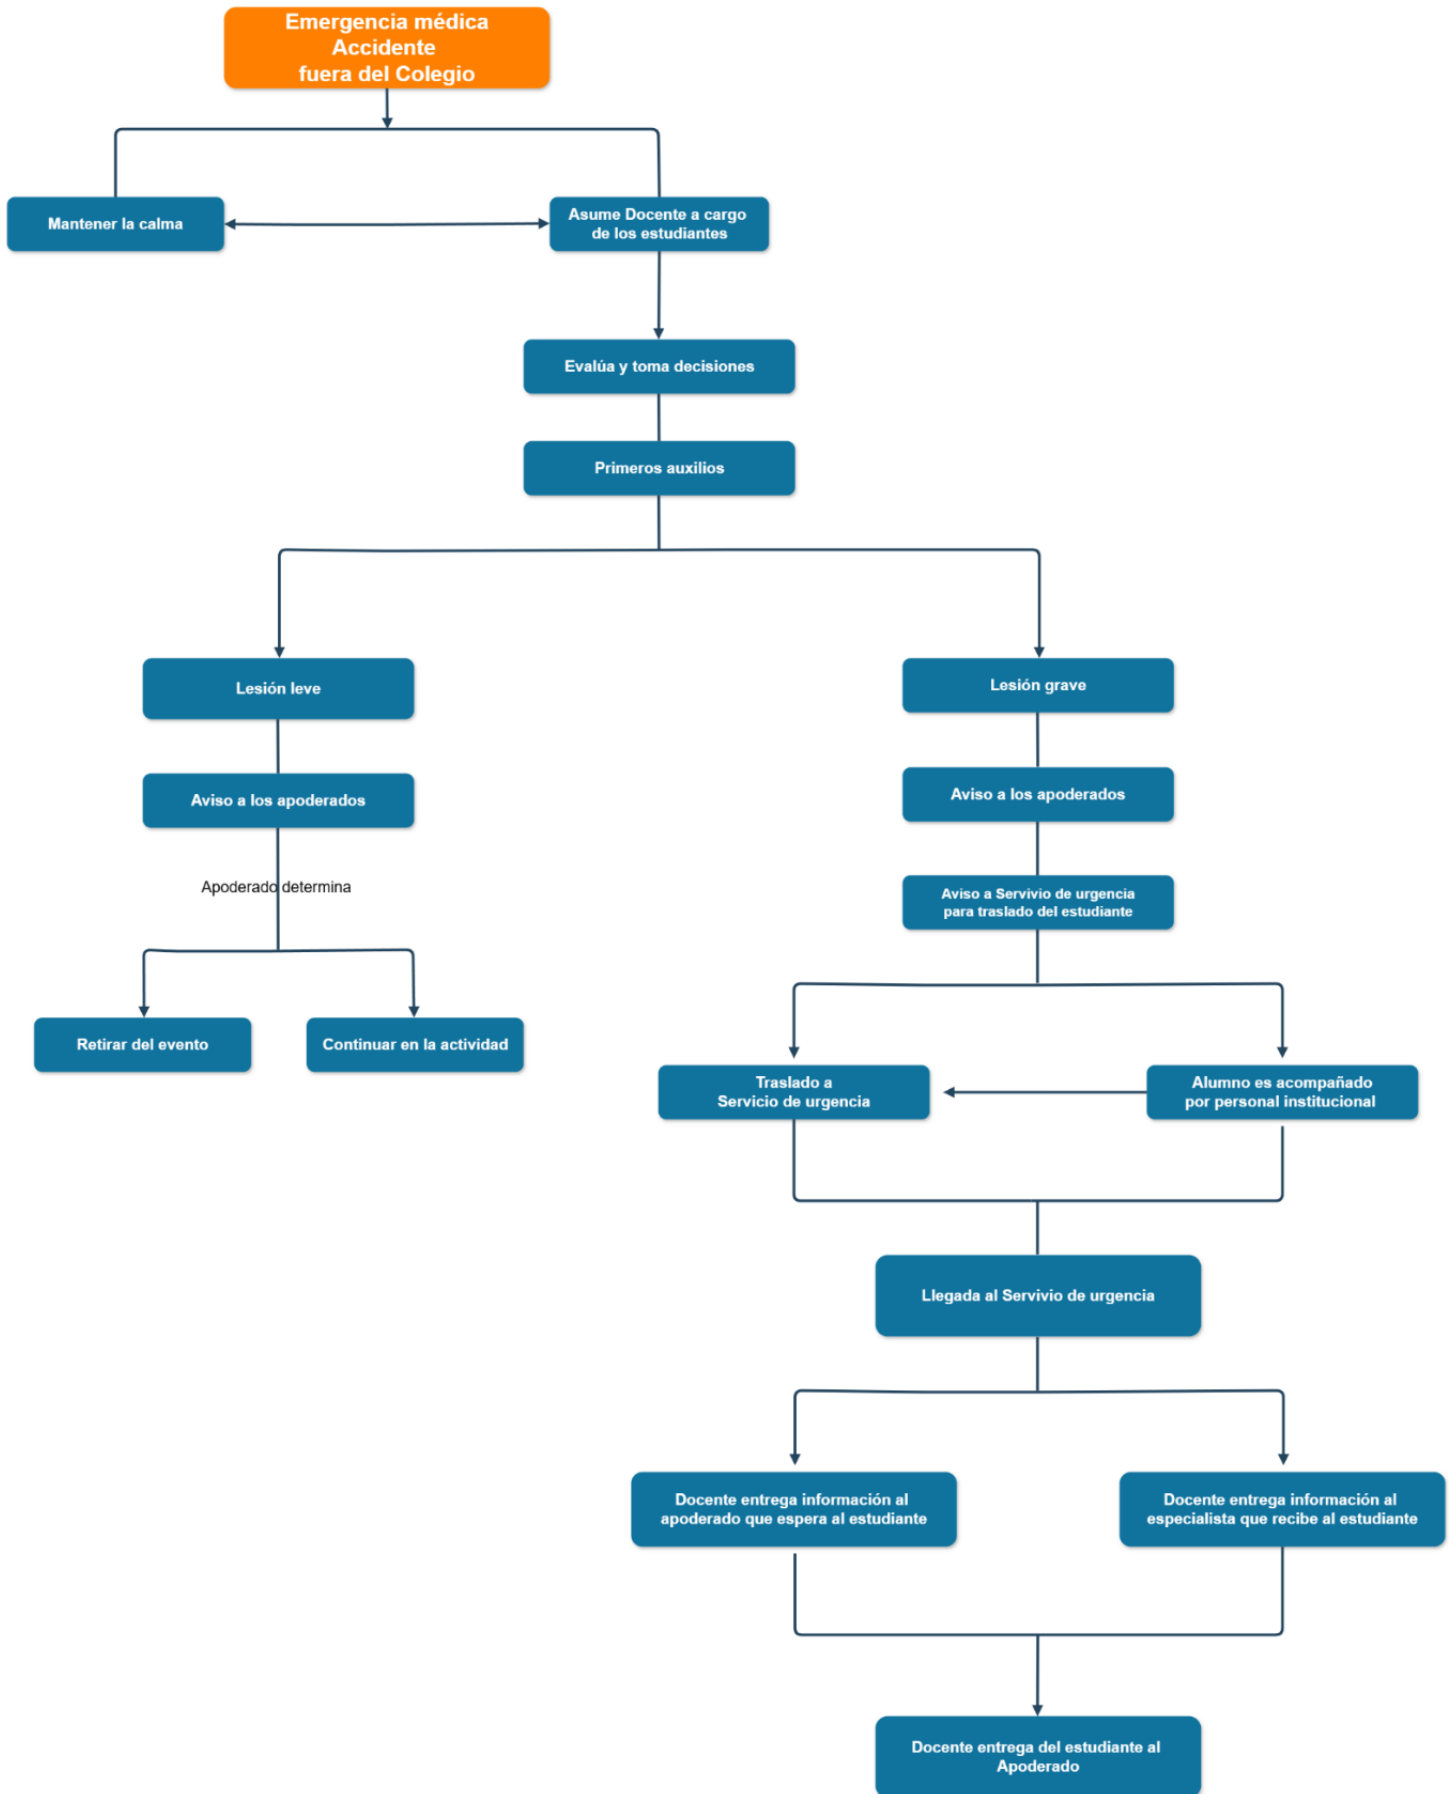 Emergencia médica
Accidente
fuera del Colegio
Mantener la calma
Asume Docente a cargo
de los estudiantes
Evalúa y toma decisiones
Primeros auxilios
Lesión leve
Lesión grave
Aviso a los apoderados
Aviso a los apoderados
Apoderado determina
Aviso a Servivio de urgencia
para traslado del estudiante
Retirar del evento
Continuar en la actividad
Traslado a
Servicio de urgencia
Alumno es acompañado
por personal institucional
Llegada al Servivio de urgencia
Docente entrega información al
apoderado que espera al estudiante
Docente entrega información al
especialista que recibe al estudiante
Docente entrega del estudiante al
Apoderado